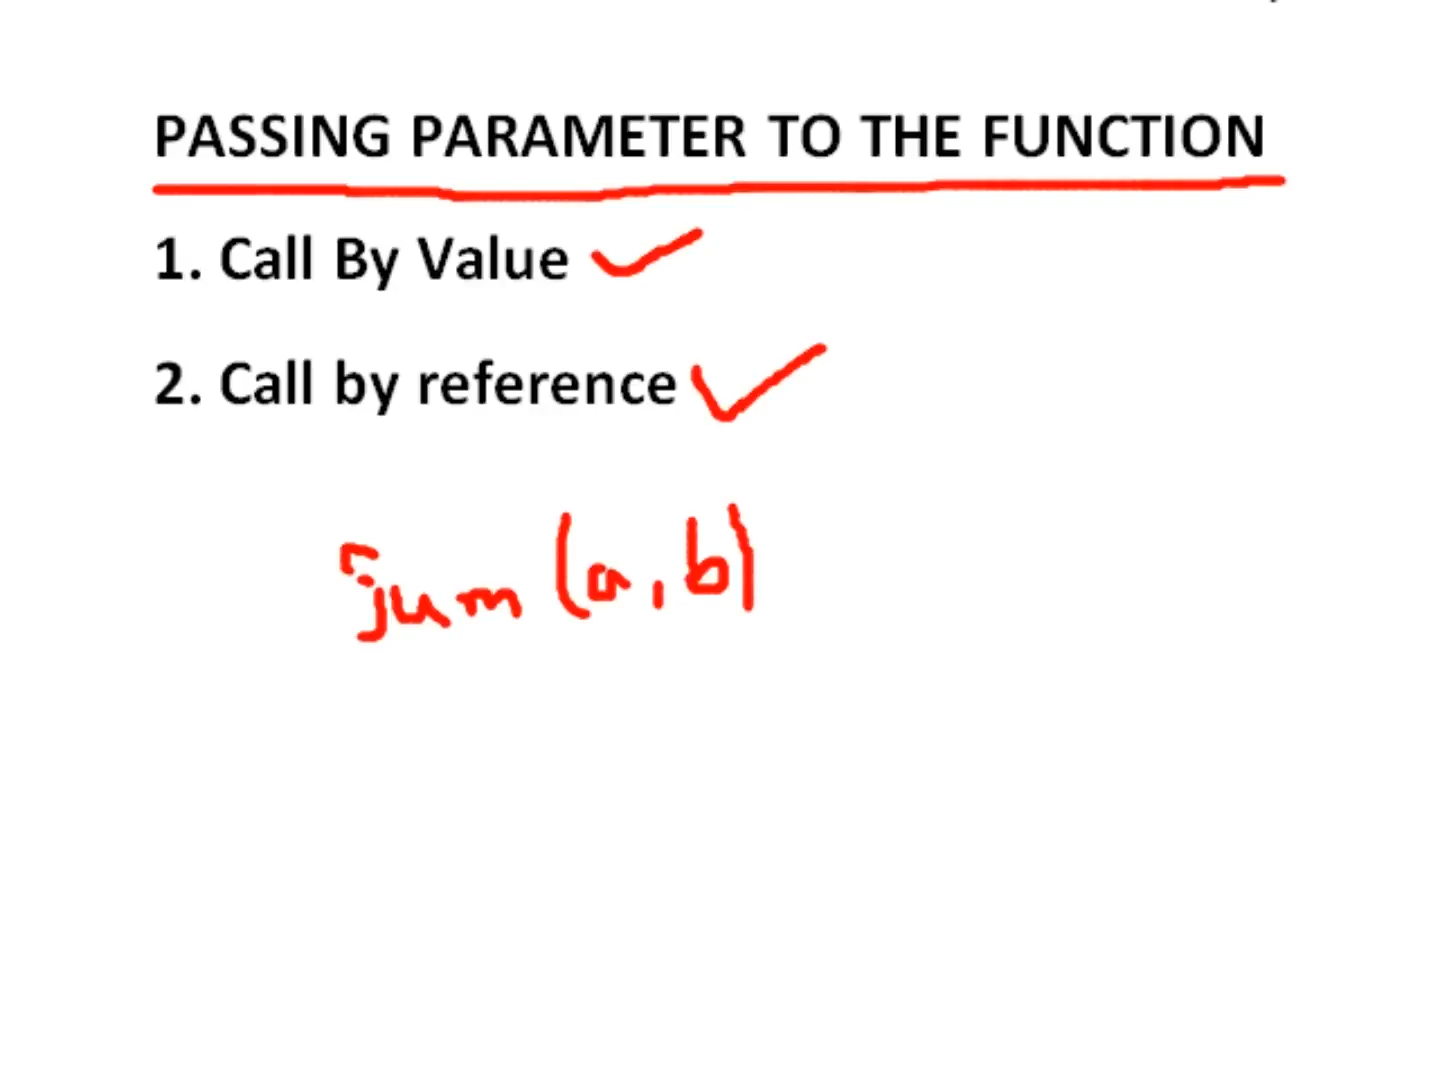 PASSING PARAMETER TO THE FUNCTION
1. Call By Value
2. Call by reference
sum (a, b)